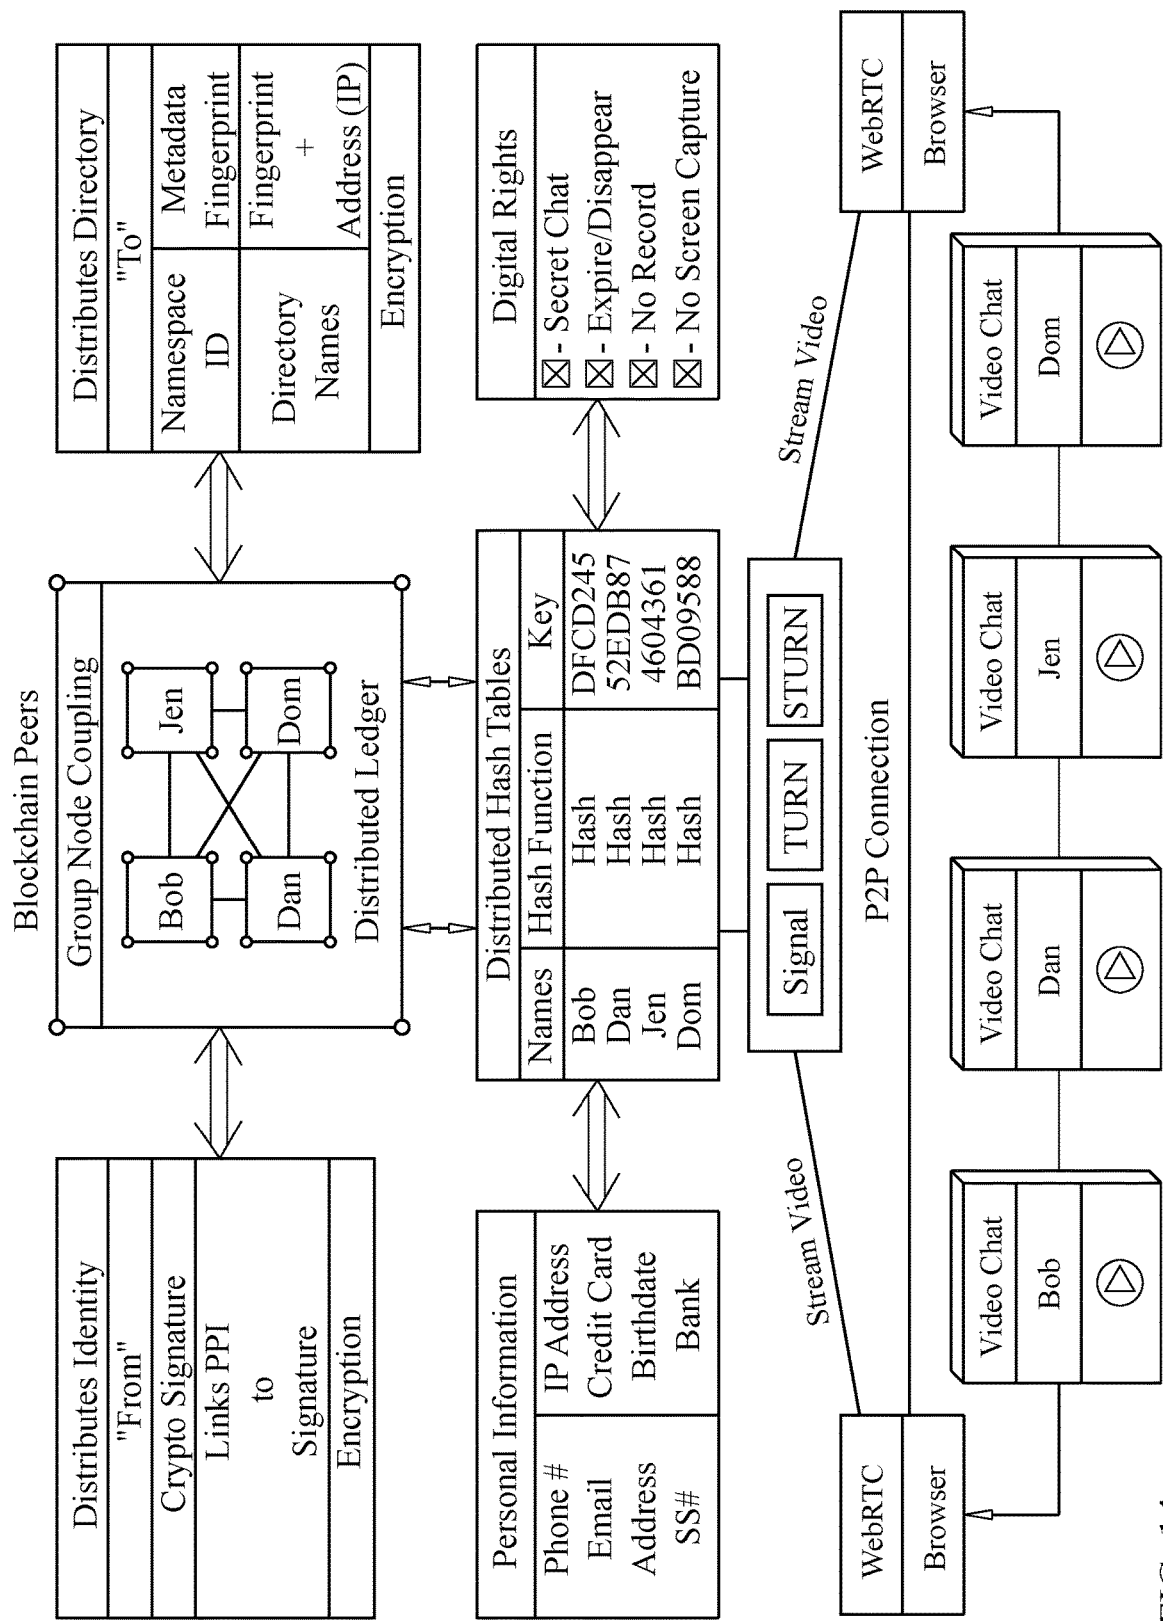 Blockchain Peers
Distributes Identity
"From"
Crypto Signature
Links PPI
to
Signature
Encryption
Group Node Coupling
Bob
Jen
Dan
Dom
Distributed Ledger
Distributes Directory
"To"
Namespace
ID
Metadata
Fingerprint
Directory
Names
Fingerprint
+
Address (IP)
Encryption
Personal Information
Phone #
Email
Address
SS#
IP Address
Credit Card
Birthdate
Bank
Distributed Hash Tables
Names Hash Function Key
Bob Hash DFCD245
Dan Hash 52EDB87
Jen Hash 4604361
Dom Hash BD09588
Digital Rights
☒- Secret Chat
☒- Expire/Disappear
☒- No Record
☒- No Screen Capture
Signal TURN STURN
P2P Connection
Stream Video
Stream Video
WebRTC
Browser
WebRTC
Browser
Video Chat
Bob
Video Chat
Dan
Video Chat
Jen
Video Chat
Dom